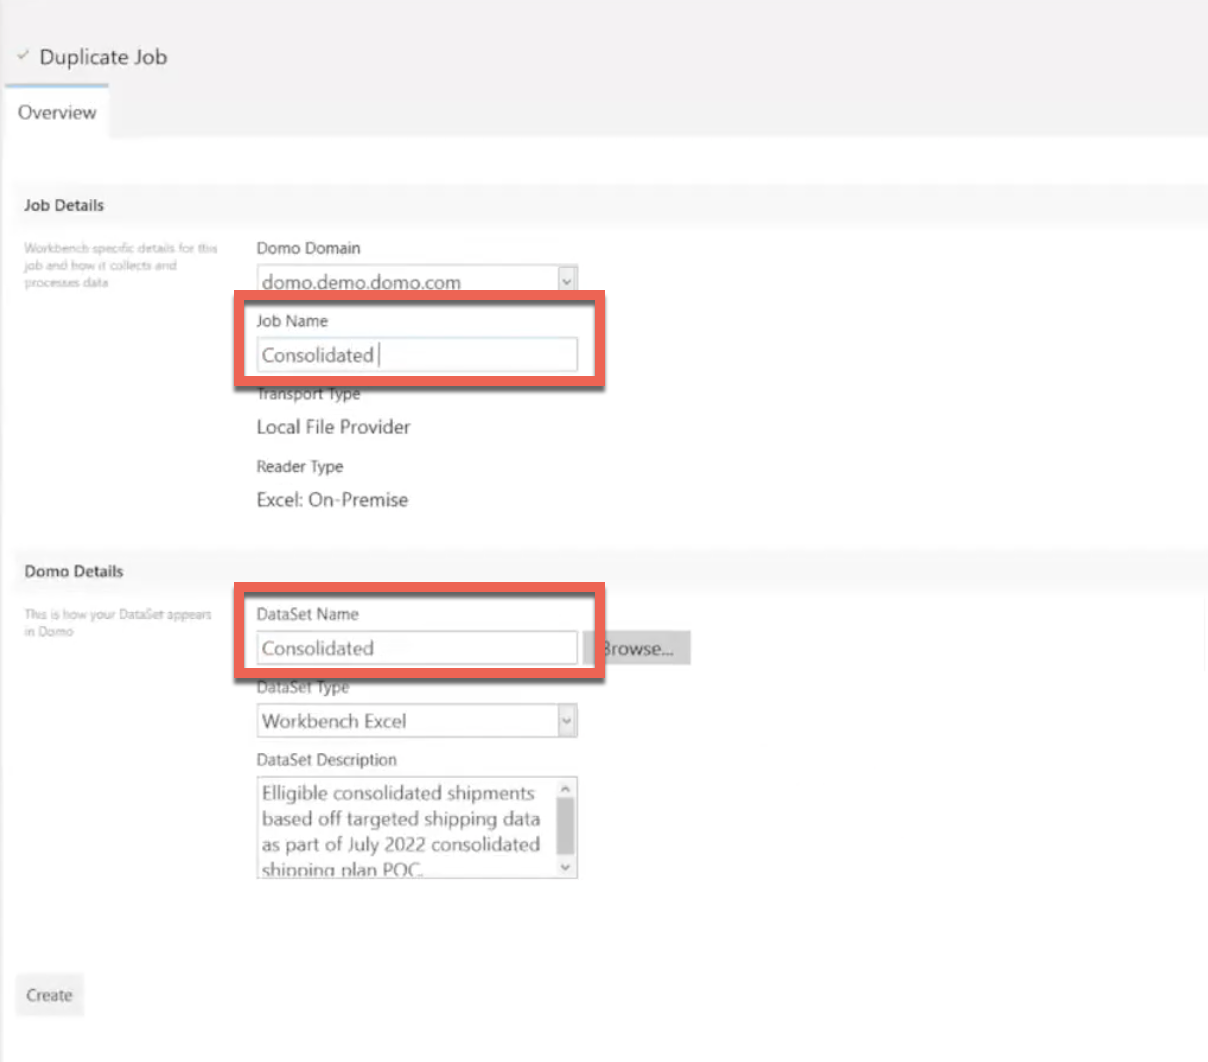 Duplicate Job
Overview
Job Details
Workbench specific details for this
job and how it collects and
processes data
Domo Domain
domo.demo.domo.com
Job Name
Consolidated
Transport Type
Local File Provider
Reader Type
Excel: On-Premise
Domo Details
This is how your DataSet appears
in Domo
DataSet Name
Consolidated
Browse...
DataSet Type
Workbench Excel
DataSet Description
Elligible consolidated shipments
based off targeted shipping data
as part of July 2022 consolidated
shipping plan POC.
Create